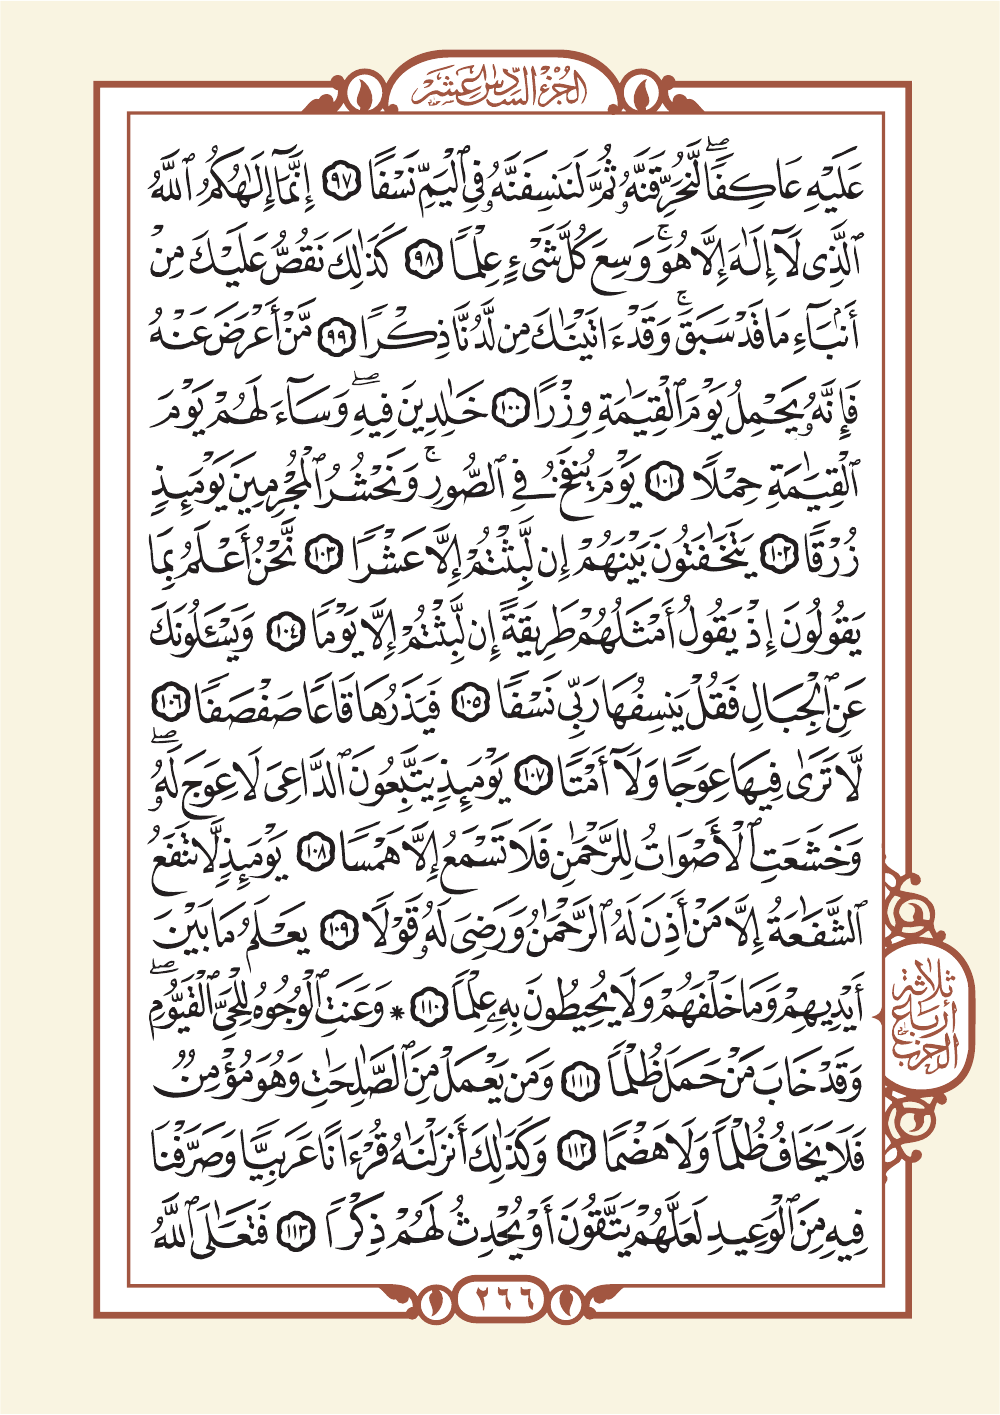 الجزء السادس عشر
عَلَيْهِ عَاكِفًاۖ لَّنُحَرِّقَنَّهُۥ ثُمَّ لَنَنسِفَنَّهُۥ فِي ٱلْيَمِّ نَسْفًا ٩٧ إِنَّمَآ إِلَٰهُكُمُ ٱللَّهُ
ٱلَّذِى لَآ إِلَٰهَ إِلَّا هُوَۚ وَسِعَ كُلَّ شَىْءٍ عِلْمًا ٩٨ كَذَٰلِكَ نَقُصُّ عَلَيْكَ مِنْ
أَنۢبَآءِ مَا قَدْ سَبَقَۚ وَقَدْ ءَاتَيْنَٰكَ مِن لَّدُنَّا ذِكْرًا ٩٩ مَّنْ أَعْرَضَ عَنْهُ
فَإِنَّهُۥ يَحْمِلُ يَوْمَ ٱلْقِيَٰمَةِ وِزْرًا ١٠٠ خَٰلِدِينَ فِيهِۖ وَسَآءَ لَهُمْ يَوْمَ
ٱلْقِيَٰمَةِ حِمْلًا ١٠١ يَوْمَ يُنفَخُ فِي ٱلصُّورِۚ وَنَحْشُرُ ٱلْمُجْرِمِينَ يَوْمَئِذٍ
زُرْقًا ١٠٢ يَتَخَٰفَتُونَ بَيْنَهُمْ إِن لَّبِثْتُمْ إِلَّا عَشْرًا ١٠٣ نَّحْنُ أَعْلَمُ بِمَا
يَقُولُونَ إِذْ يَقُولُ أَمْثَلُهُمْ طَرِيقَةً إِن لَّبِثْتُمْ إِلَّا يَوْمًا ١٠٤ وَيَسْـَٔلُونَكَ
عَنِ ٱلْجِبَالِ فَقُلْ يَنسِفُهَا رَبِّى نَسْفًا ١٠٥ فَيَذَرُهَا قَاعًا صَفْصَفًا ١٠٦
لَّا تَرَىٰ فِيهَا عِوَجًا وَلَآ أَمْتًا ١٠٧ يَوْمَئِذٍ يَتَّبِعُونَ ٱلدَّاعِىَ لَا عِوَجَ لَهُۥۖ
وَخَشَعَتِ ٱلْأَصْوَاتُ لِلرَّحْمَٰنِ فَلَا تَسْمَعُ إِلَّا هَمْسًا ١٠٨ يَوْمَئِذٍ لَّا تَنفَعُ
ٱلشَّفَٰعَةُ إِلَّا مَنْ أَذِنَ لَهُ ٱلرَّحْمَٰنُ وَرَضِىَ لَهُۥ قَوْلًا ١٠٩ يَعْلَمُ مَا بَيْنَ
أَيْدِيهِمْ وَمَا خَلْفَهُمْ وَلَا يُحِيطُونَ بِهِۦ عِلْمًا ١١٠ * وَعَنَتِ ٱلْوُجُوهُ لِلْحَىِّ ٱلْقَيُّومِۖ
وَقَدْ خَابَ مَنْ حَمَلَ ظُلْمًا ١١١ وَمَن يَعْمَلْ مِنَ ٱلصَّٰلِحَٰتِ وَهُوَ مُؤْمِنٌ
فَلَا يَخَافُ ظُلْمًا وَلَا هَضْمًا ١١٢ وَكَذَٰلِكَ أَنزَلْنَٰهُ قُرْءَانًا عَرَبِيًّا وَصَرَّفْنَا
فِيهِ مِنَ ٱلْوَعِيدِ لَعَلَّهُمْ يَتَّقُونَ أَوْ يُحْدِثُ لَهُمْ ذِكْرًا ١١٣ فَتَعَٰلَى ٱللَّهُ
ثلاثة
أرباع
الحزب
٢٦٦